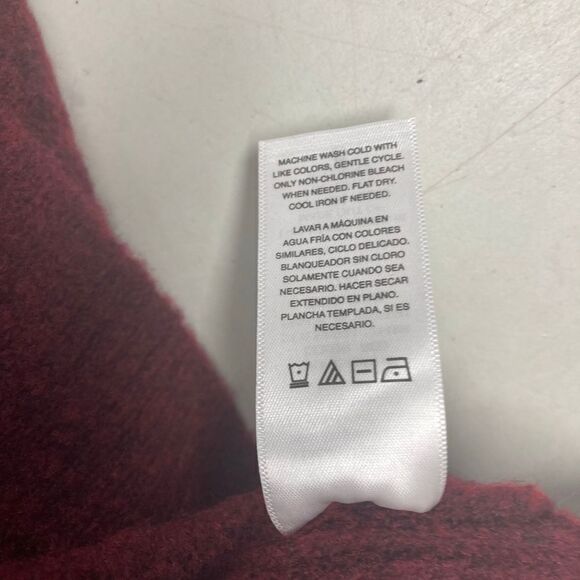 MACHINE WASH COLD WITH
LIKE COLORS, GENTLE CYCLE.
ONLY NON-CHLORINE BLEACH
WHEN NEEDED. FLAT DRY.
COOL IRON IF NEEDED.
LAVAR A MÁQUINA EN
AGUA FRÍA CON COLORES
SIMILARES, CICLO DELICADO.
BLANQUEADOR SIN CLORO
SOLAMENTE CUANDO SEA
NECESARIO. HACER SECAR
EXTENDIDO EN PLANO.
PLANCHA TEMPLADA, SI ES
NECESARIO.